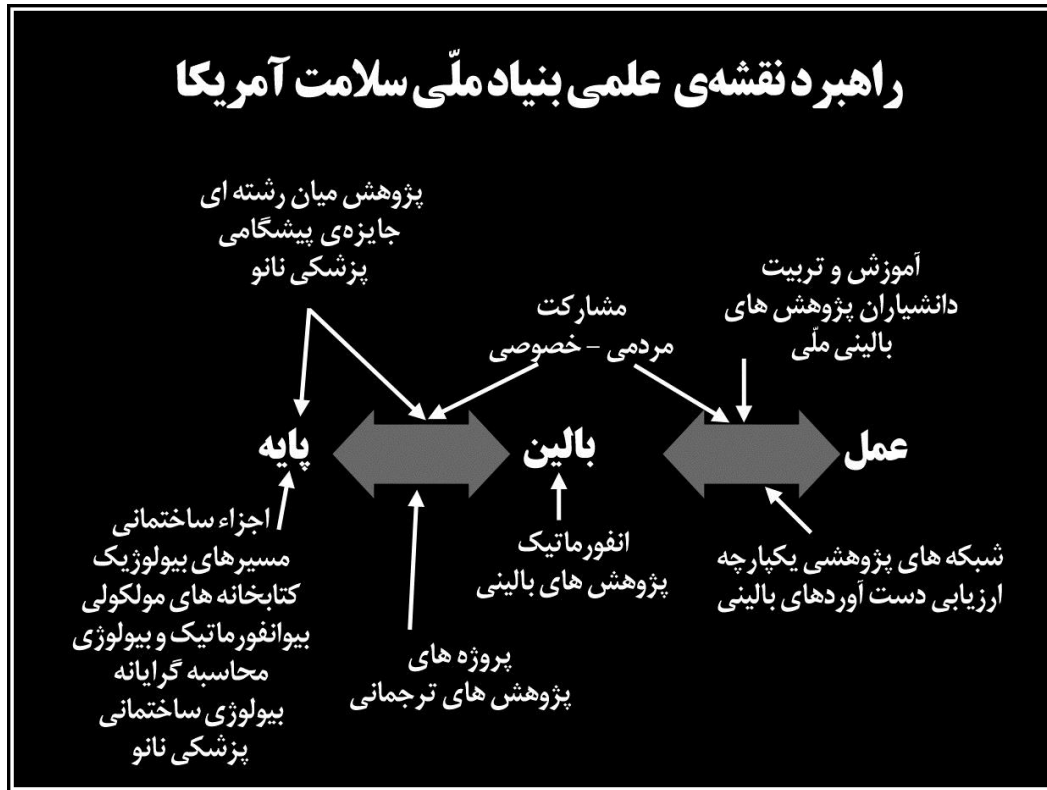 راهبرد نقشه‌ی علمی بنیاد ملّی سلامت آمریکا
پژوهش میان رشته ای
جایزه‌ی پیشگامی
پزشکی نانو
مشارکت
مردمی – خصوصی
آموزش و تربیت
دانشیاران پژوهش های
بالینی ملّی
عمل
بالین
پایه
شبکه های پژوهشی یکپارچه
ارزیابی دست آوردهای بالینی
انفورماتیک
پژوهش های بالینی
پروژه های
پژوهش های ترجمانی
اجزاء ساختمانی
مسیرهای بیولوژیک
کتابخانه های مولکولی
بیوانفورماتیک و بیولوژی
محاسبه گرایانه
بیولوژی ساختمانی
پزشکی نانو